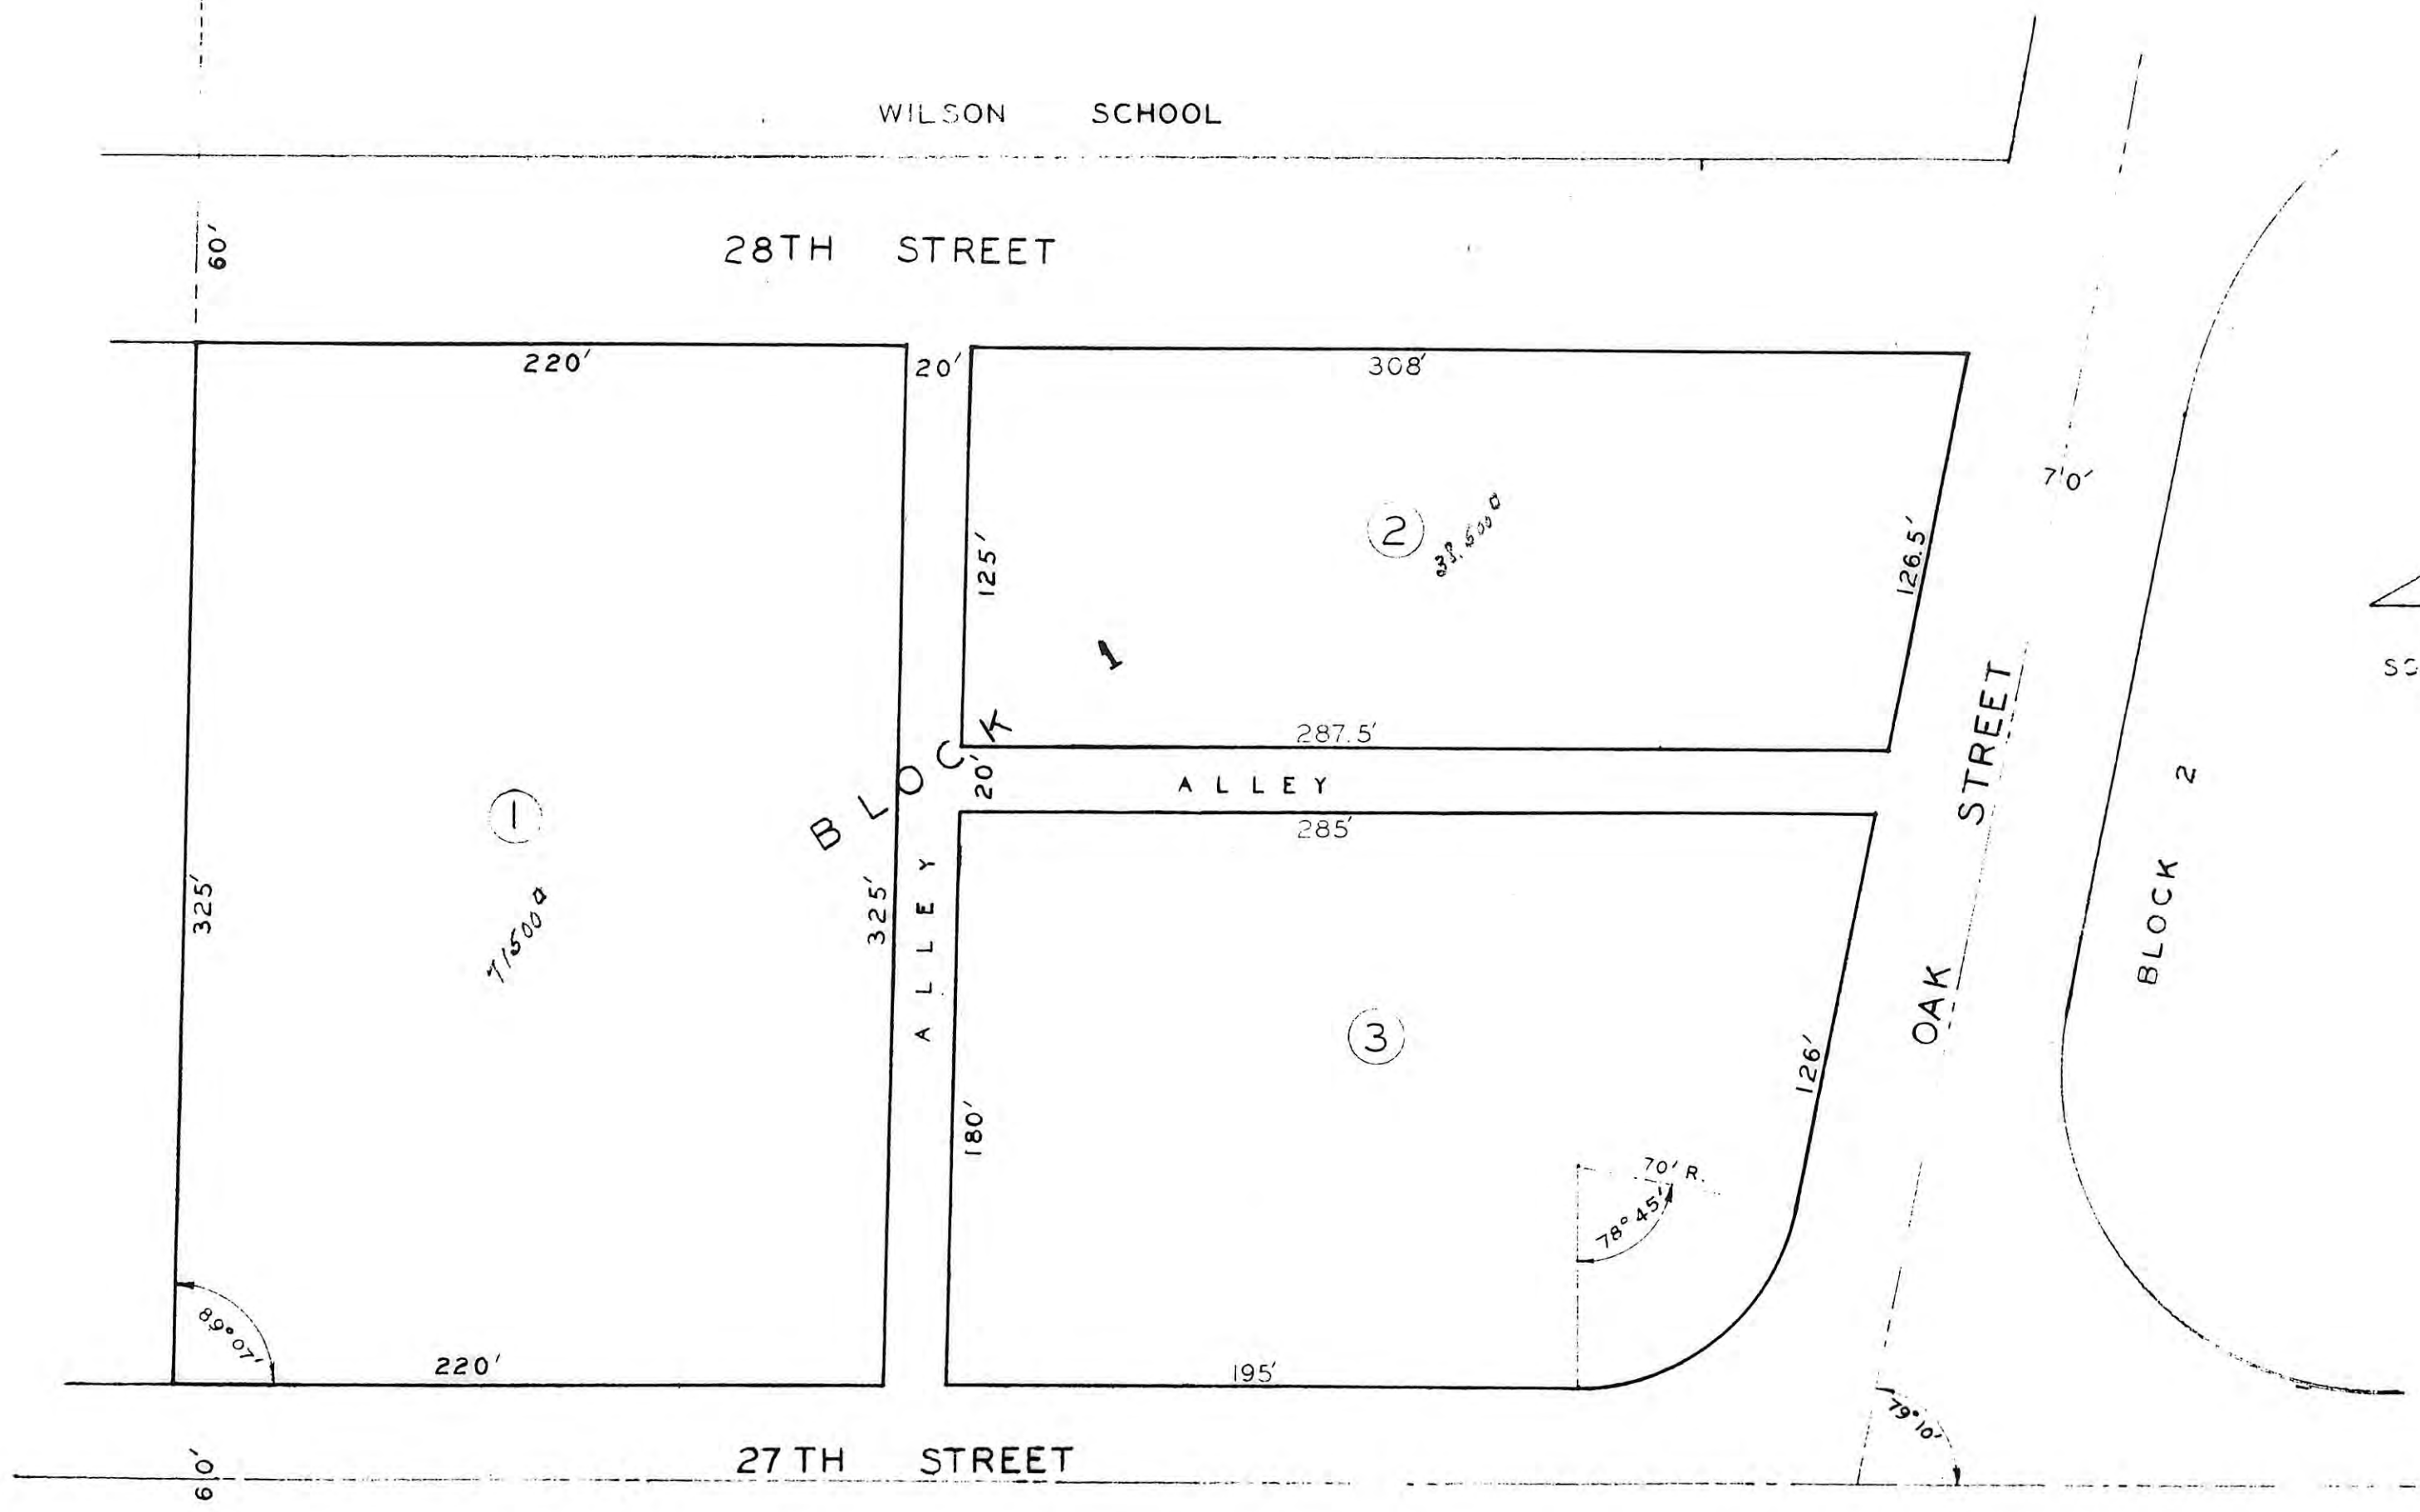 WILSON SCHOOL
60'
28TH STREET
220'
20'
308'
70'
2
38,500
125'
126.5'
1
287.5'
BLOCK
20'
ALLEY
285'
1
71500
325'
325'
ALLEY
OAK STREET
BLOCK 2
3
180'
126'
70' R.
78° 45'
89°07'
220'
195'
79°10'
27TH STREET
60'